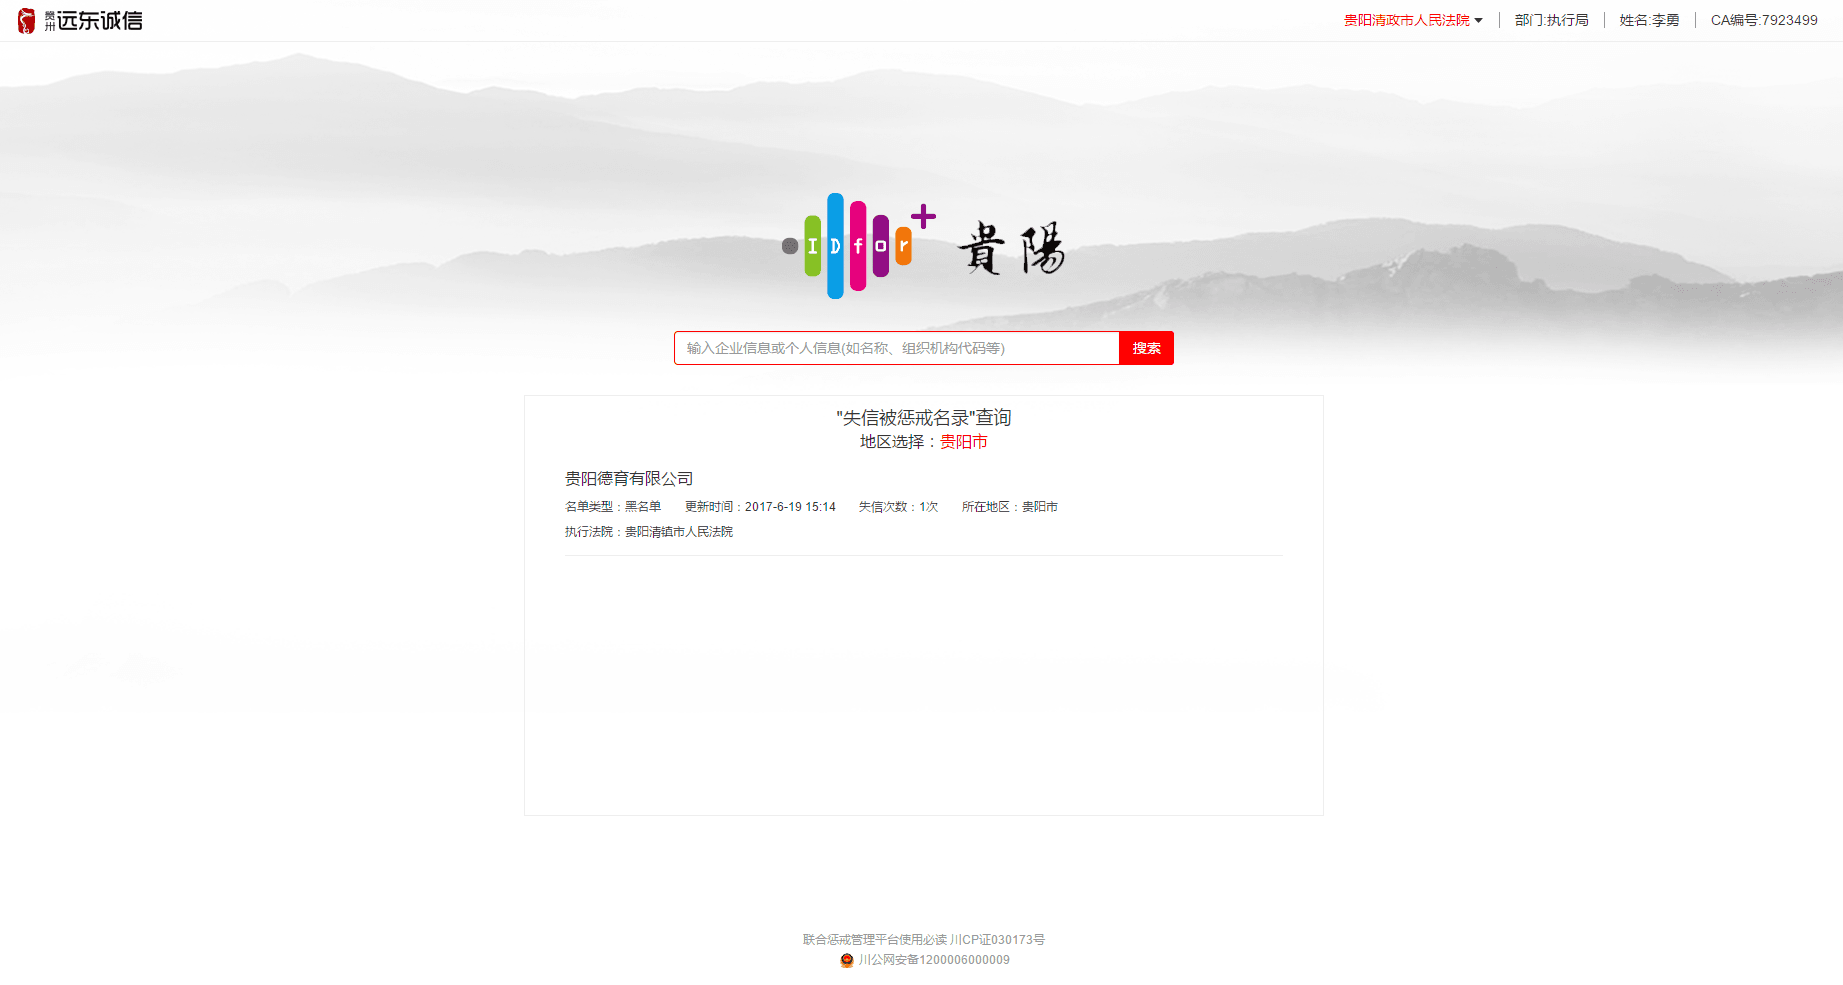 贵州 远东诚信
贵阳清政市人民法院 部门:执行局 姓名:李勇 CA编号:7923499
IDfor+ 貴陽
输入企业信息或个人信息(如名称、组织机构代码等) 搜索
"失信被惩戒名录"查询
地区选择：贵阳市
贵阳德育有限公司
名单类型：黑名单 更新时间：2017-6-19 15:14 失信次数：1次 所在地区：贵阳市
执行法院：贵阳清镇市人民法院
联合惩戒管理平台使用必读 川CP证030173号
川公网安备1200006000009